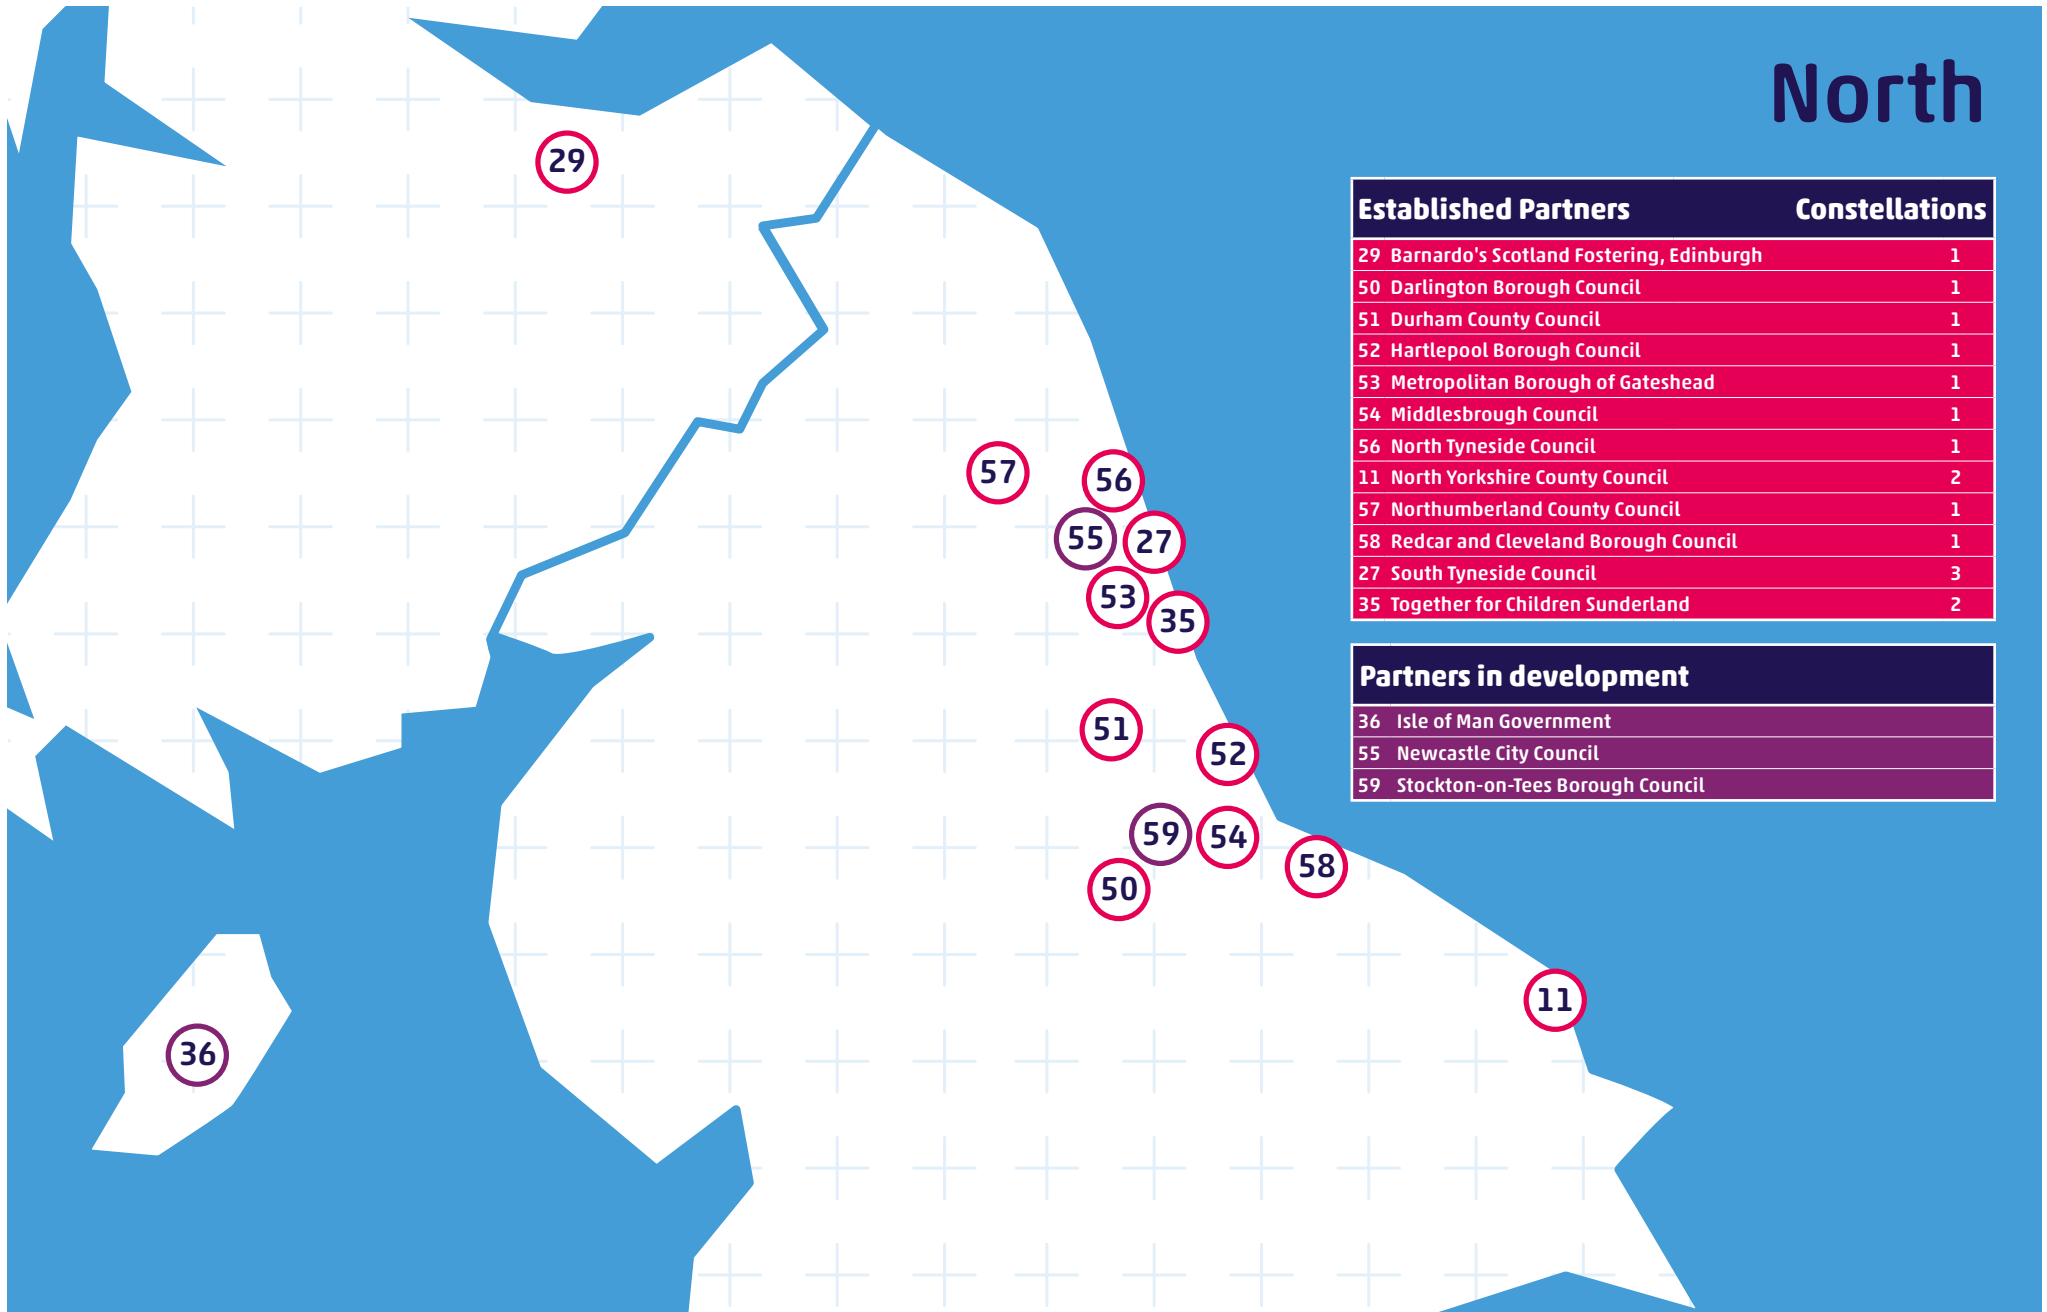 North
Established Partners Constellations
29 Barnardo's Scotland Fostering, Edinburgh 1
50 Darlington Borough Council 1
51 Durham County Council 1
52 Hartlepool Borough Council 1
53 Metropolitan Borough of Gateshead 1
54 Middlesbrough Council 1
56 North Tyneside Council 1
11 North Yorkshire County Council 2
57 Northumberland County Council 1
58 Redcar and Cleveland Borough Council 1
27 South Tyneside Council 3
35 Together for Children Sunderland 2
Partners in development
36 Isle of Man Government
55 Newcastle City Council
59 Stockton-on-Tees Borough Council
29
57
56
55
27
53
35
51
52
59
54
58
50
11
36